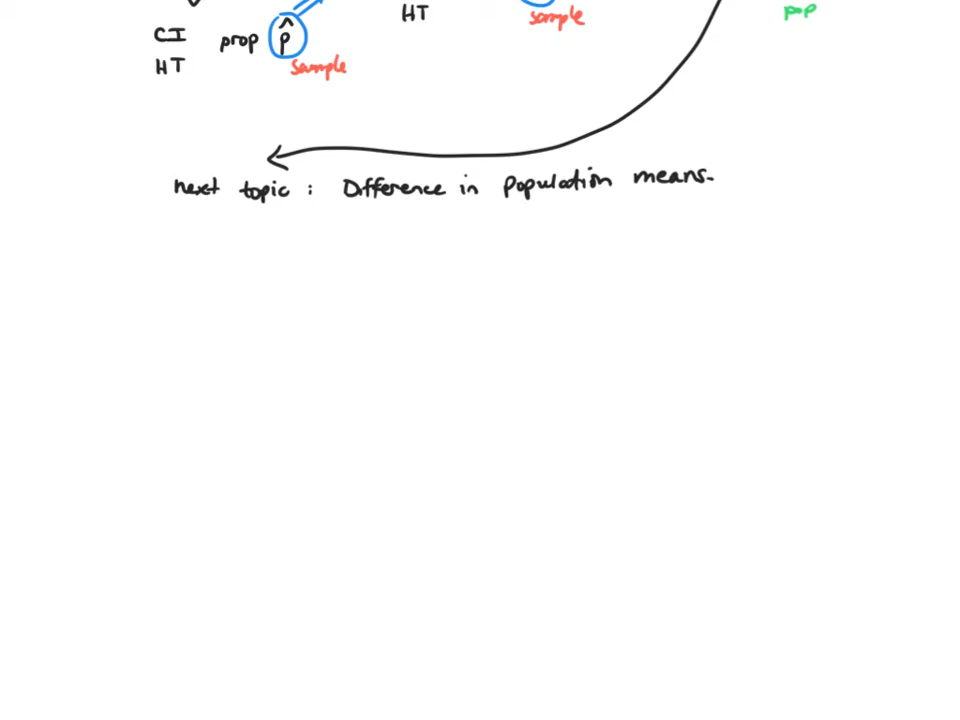 HT
sample
pop
CI
prop p̂
HT
sample
next topic : Difference in Population means.